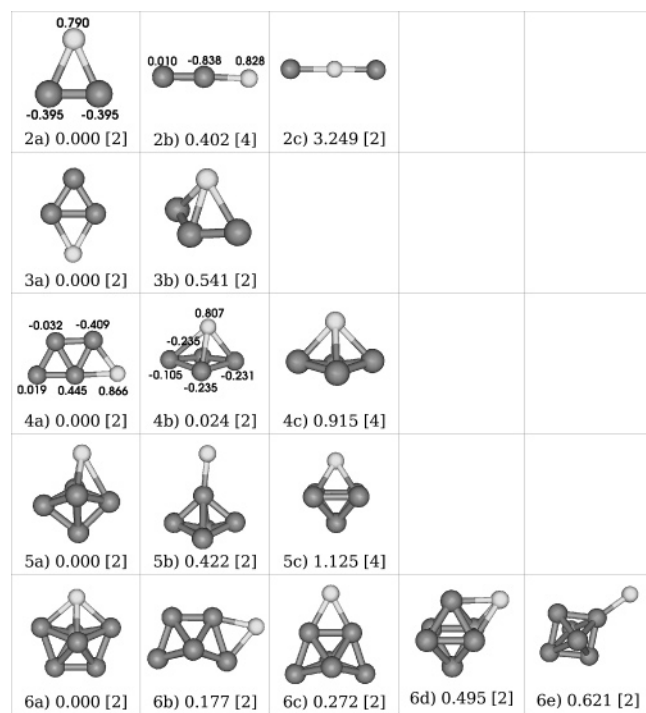 0.790
-0.395 -0.395
2a) 0.000 [2]
0.010 -0.838 0.828
2b) 0.402 [4]
2c) 3.249 [2]
3a) 0.000 [2]
3b) 0.541 [2]
-0.032 -0.409
0.019 0.445 0.866
4a) 0.000 [2]
0.807
-0.235
-0.105 -0.231
-0.235
4b) 0.024 [2]
4c) 0.915 [4]
5a) 0.000 [2]
5b) 0.422 [2]
5c) 1.125 [4]
6a) 0.000 [2]
6b) 0.177 [2]
6c) 0.272 [2]
6d) 0.495 [2]
6e) 0.621 [2]